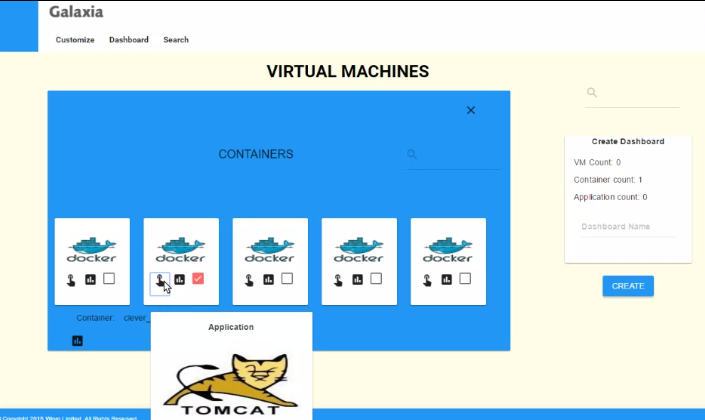 Galaxia
Customize Dashboard Search
VIRTUAL MACHINES
CONTAINERS
Create Dashboard
VM Count: 0
Container count: 1
Application count: 0
Dashboard Name
CREATE
docker docker docker docker docker
Container: clever_
Application
TOMCAT
Copyright 2015 Wipro Limited. All Rights Reserved